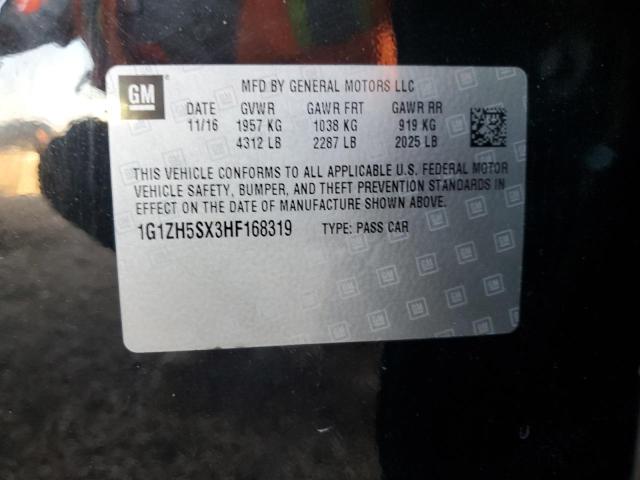 GM
MFD BY GENERAL MOTORS LLC
DATE GVWR GAWR FRT GAWR RR
11/16 1957 KG 1038 KG 919 KG
4312 LB 2287 LB 2025 LB
THIS VEHICLE CONFORMS TO ALL APPLICABLE U.S. FEDERAL MOTOR
VEHICLE SAFETY, BUMPER, AND THEFT PREVENTION STANDARDS IN
EFFECT ON THE DATE OF MANUFACTURE SHOWN ABOVE.
1G1ZH5SX3HF168319 TYPE: PASS CAR